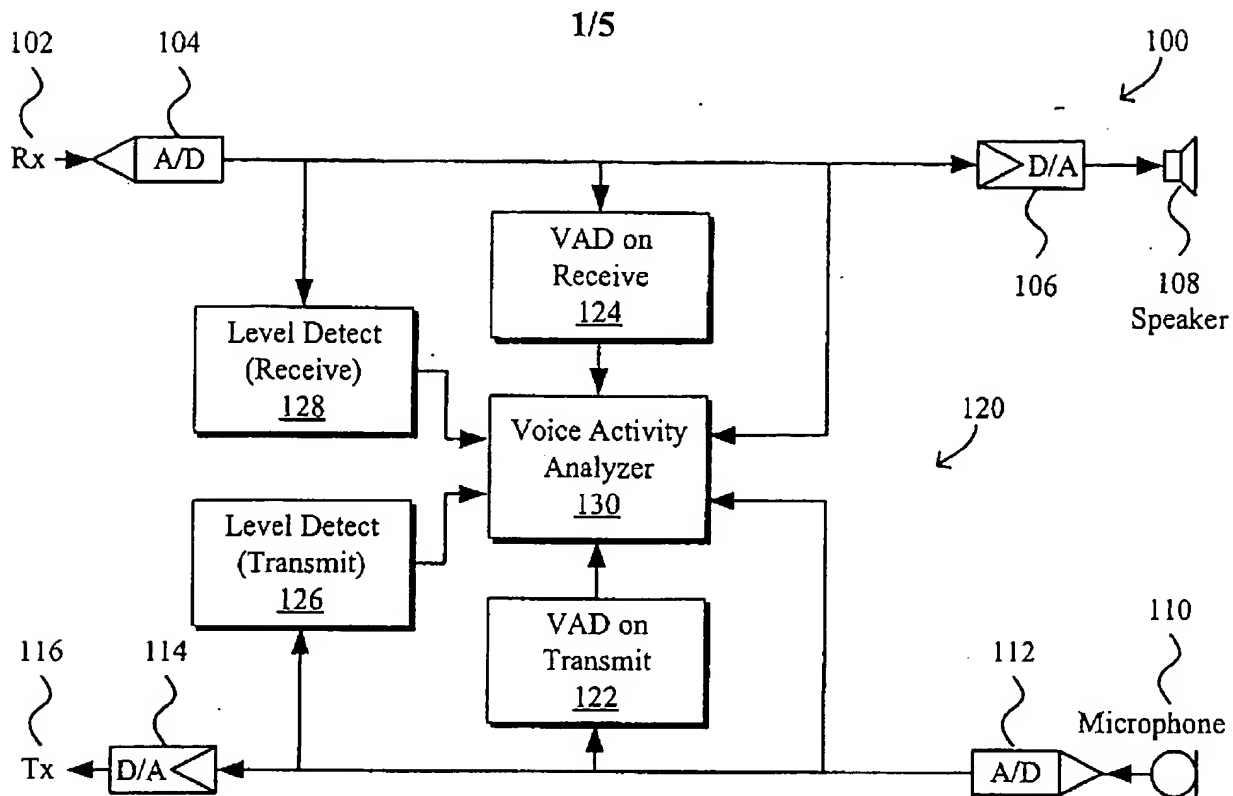 1/5
102
104
100
Rx
A/D
D/A
VAD on
Receive
124
106
108
Speaker
Level Detect
(Receive)
128
Voice Activity
Analyzer
130
120
Level Detect
(Transmit)
126
VAD on
Transmit
122
116
114
112
110
Microphone
Tx
D/A
A/D